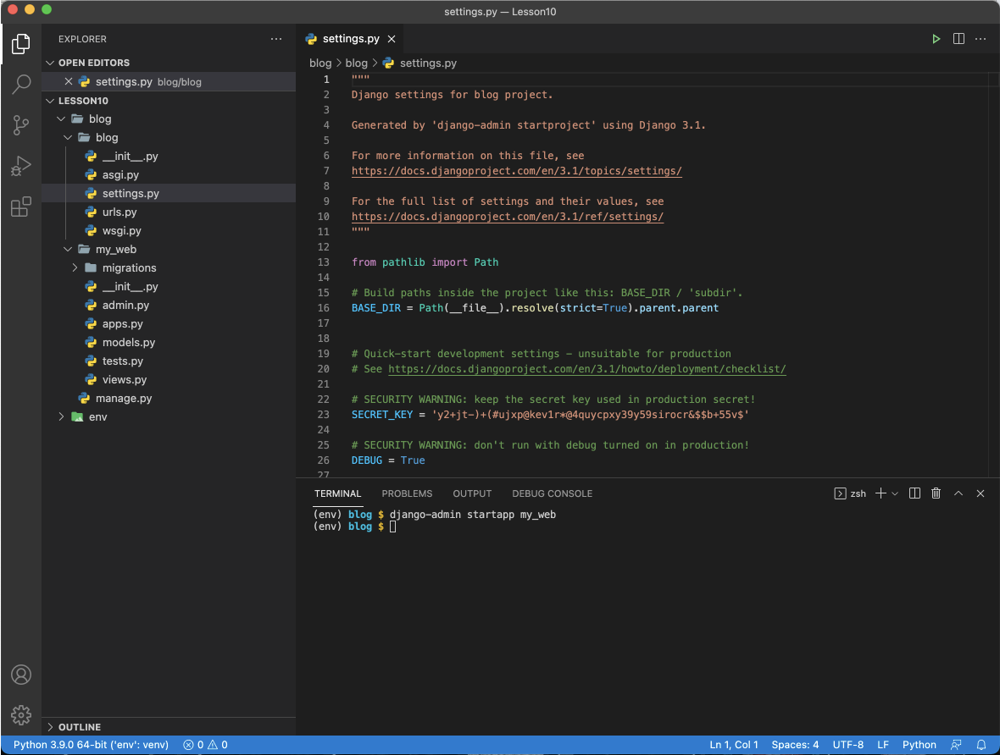 settings.py — Lesson10
EXPLORER
OPEN EDITORS
settings.py blog/blog
LESSON10
blog
blog
__init__.py
asgi.py
settings.py
urls.py
wsgi.py
my_web
migrations
__init__.py
admin.py
apps.py
models.py
tests.py
views.py
manage.py
env
OUTLINE
settings.py
blog > blog > settings.py
1 """
2 Django settings for blog project.
3
4 Generated by 'django-admin startproject' using Django 3.1.
5
6 For more information on this file, see
7 https://docs.djangoproject.com/en/3.1/topics/settings/
8
9 For the full list of settings and their values, see
10 https://docs.djangoproject.com/en/3.1/ref/settings/
11 """
12
13 from pathlib import Path
14
15 # Build paths inside the project like this: BASE_DIR / 'subdir'.
16 BASE_DIR = Path(__file__).resolve(strict=True).parent.parent
17
18
19 # Quick-start development settings - unsuitable for production
20 # See https://docs.djangoproject.com/en/3.1/howto/deployment/checklist/
21
22 # SECURITY WARNING: keep the secret key used in production secret!
23 SECRET_KEY = 'y2+jt-)+(#ujxp@kev1r*@4quycpxy39y59sirocr&$$b+55v$'
24
25 # SECURITY WARNING: don't run with debug turned on in production!
26 DEBUG = True
27
TERMINAL PROBLEMS OUTPUT DEBUG CONSOLE zsh
(env) blog $ django-admin startapp my_web
(env) blog $
Python 3.9.0 64-bit ('env': venv) 0 0 Ln 1, Col 1 Spaces: 4 UTF-8 LF Python